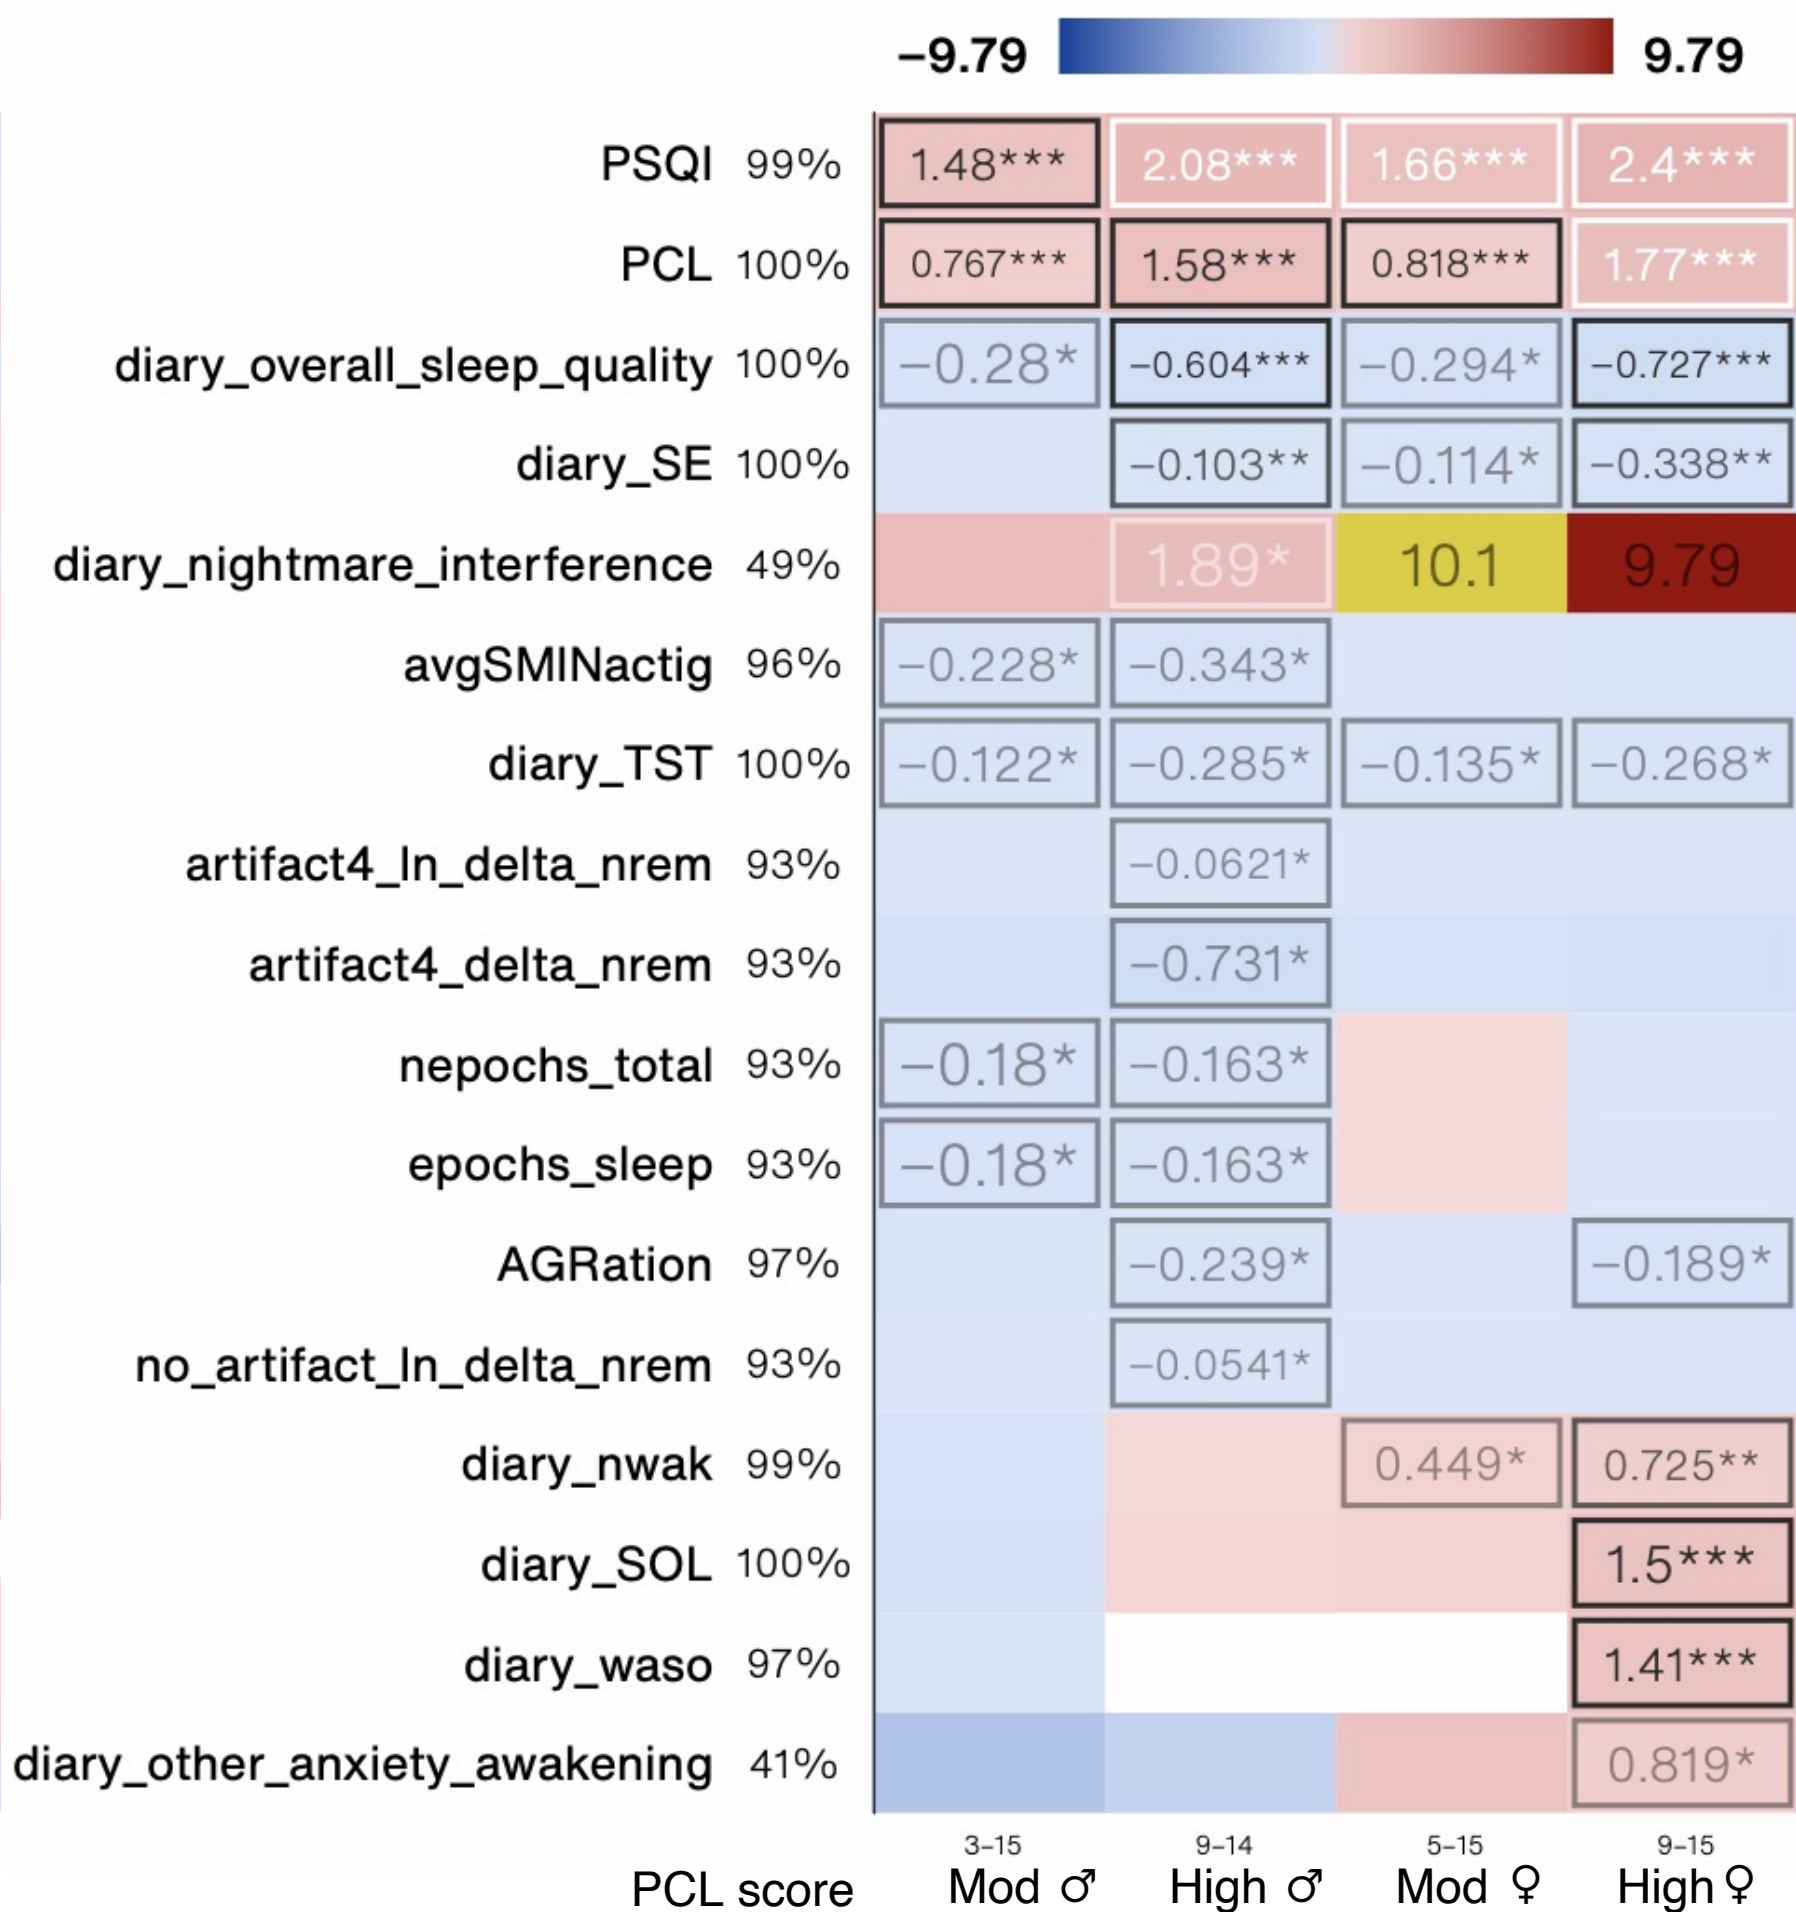 −9.79 9.79
PSQI 99% 1.48*** 2.08*** 1.66*** 2.4***
PCL 100% 0.767*** 1.58*** 0.818*** 1.77***
diary_overall_sleep_quality 100% −0.28* −0.604*** −0.294* −0.727***
diary_SE 100% −0.103** −0.114* −0.338**
diary_nightmare_interference 49% 1.89* 10.1 9.79
avgSMINactig 96% −0.228* −0.343*
diary_TST 100% −0.122* −0.285* −0.135* −0.268*
artifact4_ln_delta_nrem 93% −0.0621*
artifact4_delta_nrem 93% −0.731*
nepochs_total 93% −0.18* −0.163*
epochs_sleep 93% −0.18* −0.163*
AGRation 97% −0.239* −0.189*
no_artifact_ln_delta_nrem 93% −0.0541*
diary_nwak 99% 0.449* 0.725**
diary_SOL 100% 1.5***
diary_waso 97% 1.41***
diary_other_anxiety_awakening 41% 0.819*
3–15 9–14 5–15 9–15
PCL score Mod ♂ High ♂ Mod ♀ High ♀